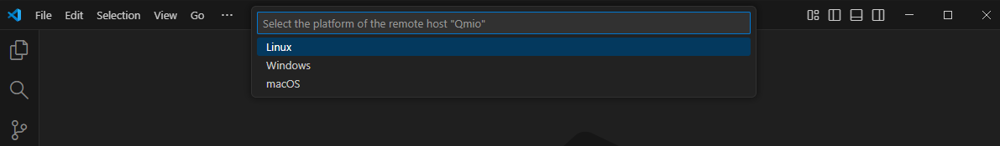 File Edit Selection View Go ···
Select the platform of the remote host "Qmio"
Linux
Windows
macOS